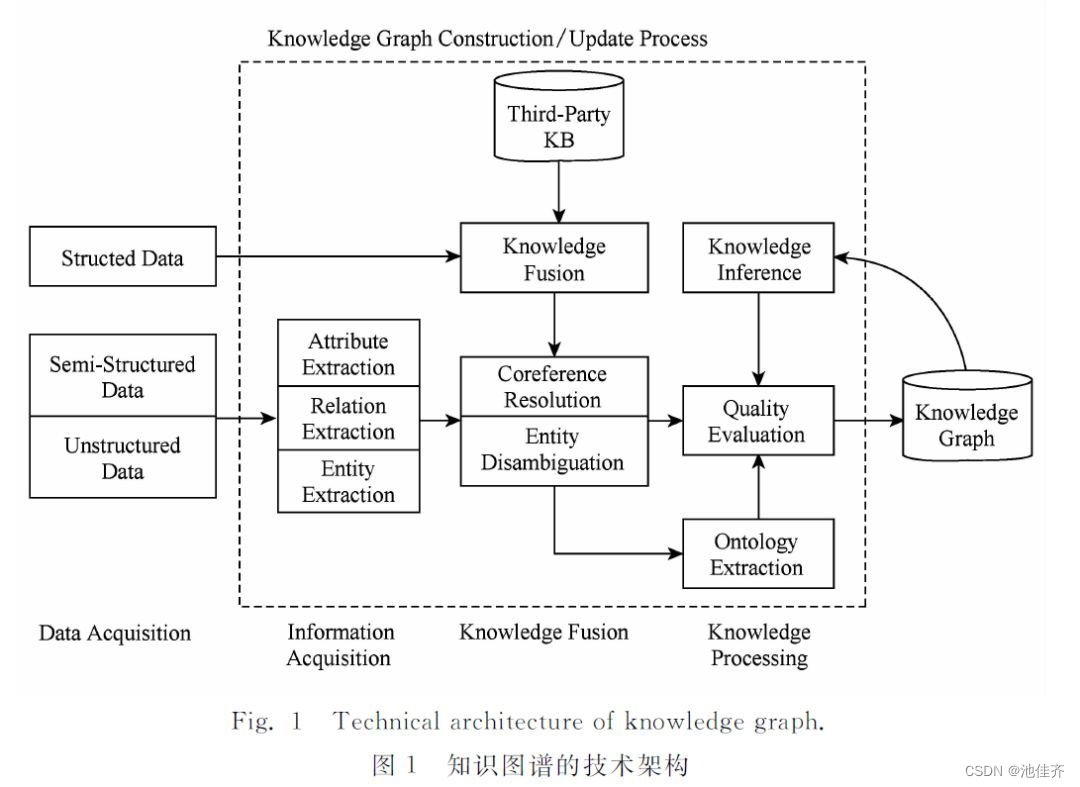 Knowledge Graph Construction/Update Process
Third-Party
KB
Structed Data
Knowledge
Fusion
Knowledge
Inference
Semi-Structured
Data
Unstructured
Data
Attribute
Extraction
Relation
Extraction
Entity
Extraction
Coreference
Resolution
Entity
Disambiguation
Quality
Evaluation
Knowledge
Graph
Ontology
Extraction
Data Acquisition
Information
Acquisition
Knowledge Fusion
Knowledge
Processing
Fig. 1 Technical architecture of knowledge graph.
图 1 知识图谱的技术架构
CSDN @池佳齐